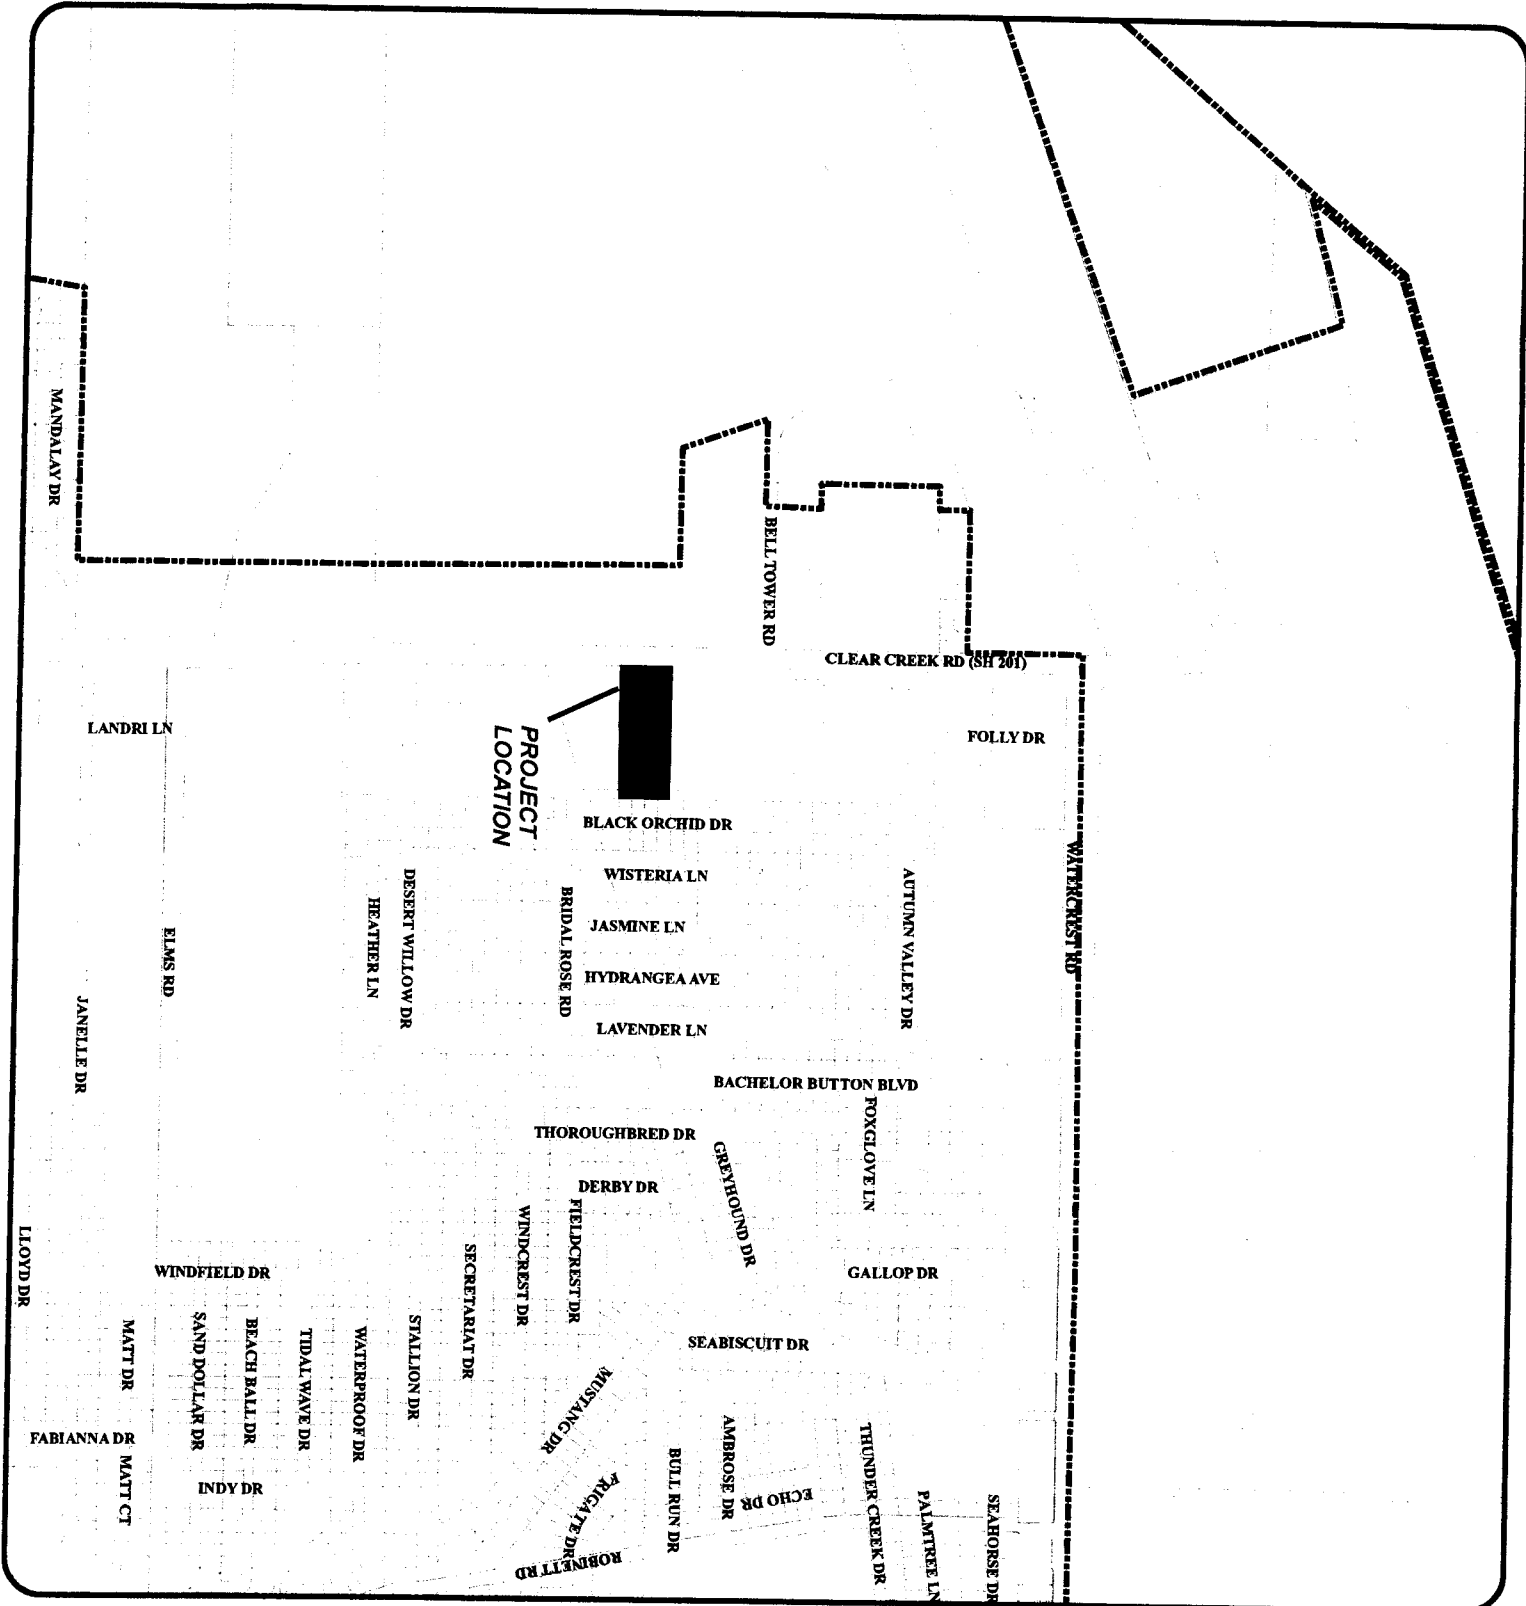 MANDALAY DR
BELL TOWER RD
CLEAR CREEK RD (SH 201)
LANDRI LN
PROJECT
LOCATION
FOLLY DR
BLACK ORCHID DR
WISTERIA LN
JASMINE LN
HYDRANGEA AVE
LAVENDER LN
BRIDAL ROSE RD
DESERT WILLOW DR
HEATHER LN
ELMS RD
JANELLE DR
AUTUMN VALLEY DR
WATERCREST RD
BACHELOR BUTTON BLVD
FOXGLOVE LN
THOROUGHBRED DR
GREYHOUND DR
DERBY DR
FIELDCREST DR
WINDCREST DR
SECRETARIAT DR
LLOYD DR
WINDFIELD DR
GALLOP DR
SEABISCUIT DR
MATT DR
SAND DOLLAR DR
BEACH BALL DR
TIDAL WAVE DR
WATERPROOF DR
STALLION DR
MUSTANG DR
FABIANNA DR
MATT CT
INDY DR
FRIGATE DR
ROBINETT RD
BULL RUN DR
AMBROSE DR
ECHO DR
THUNDER CREEK DR
PALMTREE LN
SEAHORSE DR